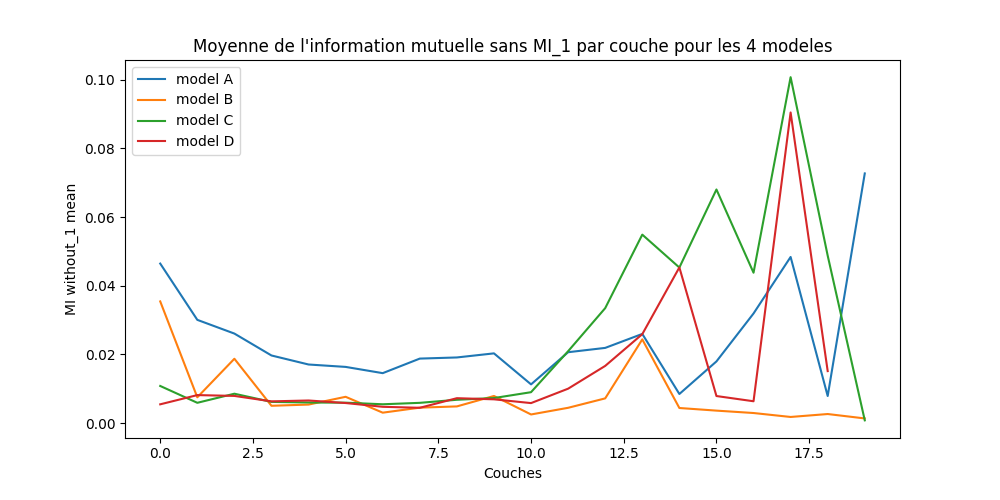 Moyenne de l'information mutuelle sans MI_1 par couche pour les 4 modeles
model A
model B
model C
model D
MI without_1 mean
0.10
0.08
0.06
0.04
0.02
0.00
0.0 2.5 5.0 7.5 10.0 12.5 15.0 17.5
Couches